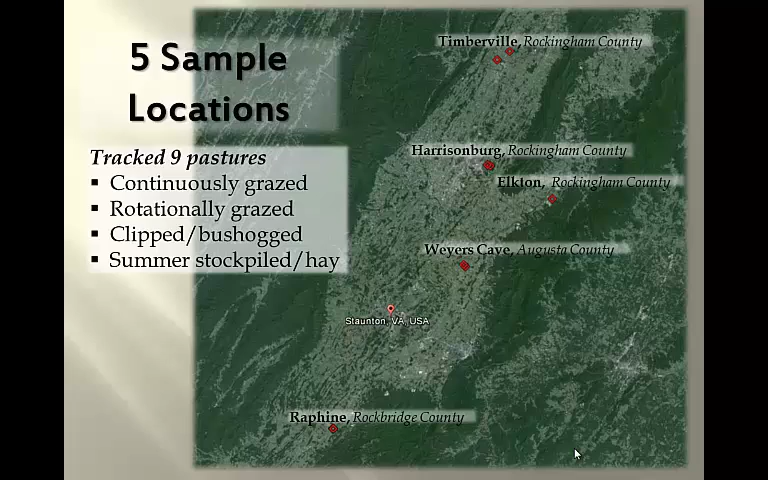 5 Sample
Locations
Tracked 9 pastures
▪ Continuously grazed
▪ Rotationally grazed
▪ Clipped/bushogged
▪ Summer stockpiled/hay
Timberville, Rockingham County
Harrisonburg, Rockingham County
Elkton, Rockingham County
Weyers Cave, Augusta County
Staunton, VA, USA
Raphine, Rockbridge County